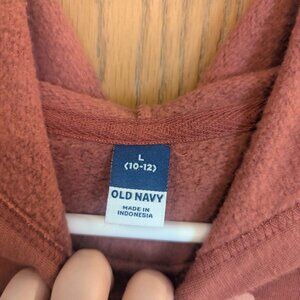 L
(10-12)
OLD NAVY
MADE IN
INDONESIA